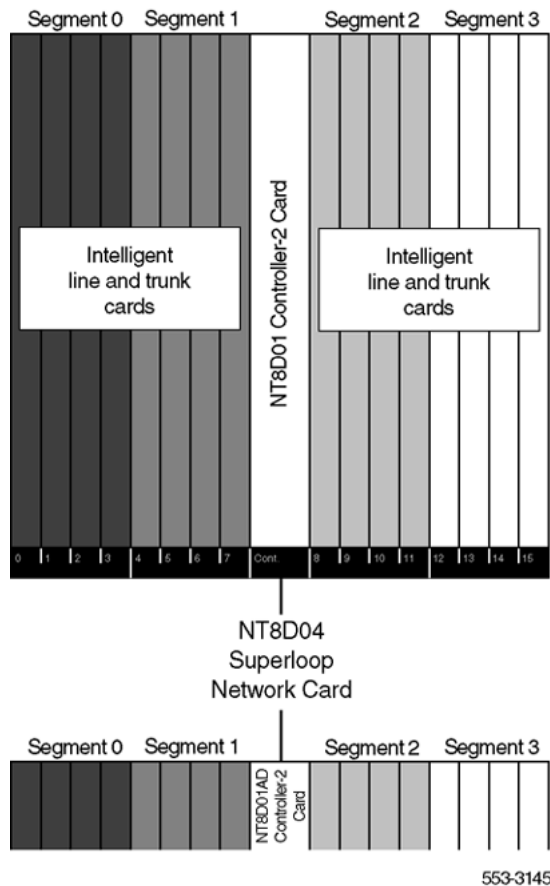 Segment 0 Segment 1 Segment 2 Segment 3
Intelligent
line and trunk
cards
NT8D01 Controller-2 Card
Intelligent
line and trunk
cards
0 1 2 3 4 5 6 7 Cont. 8 9 10 11 12 13 14 15
NT8D04
Superloop
Network Card
Segment 0 Segment 1 Segment 2 Segment 3
NT8D01AD
Controller-2
Card
553-3145